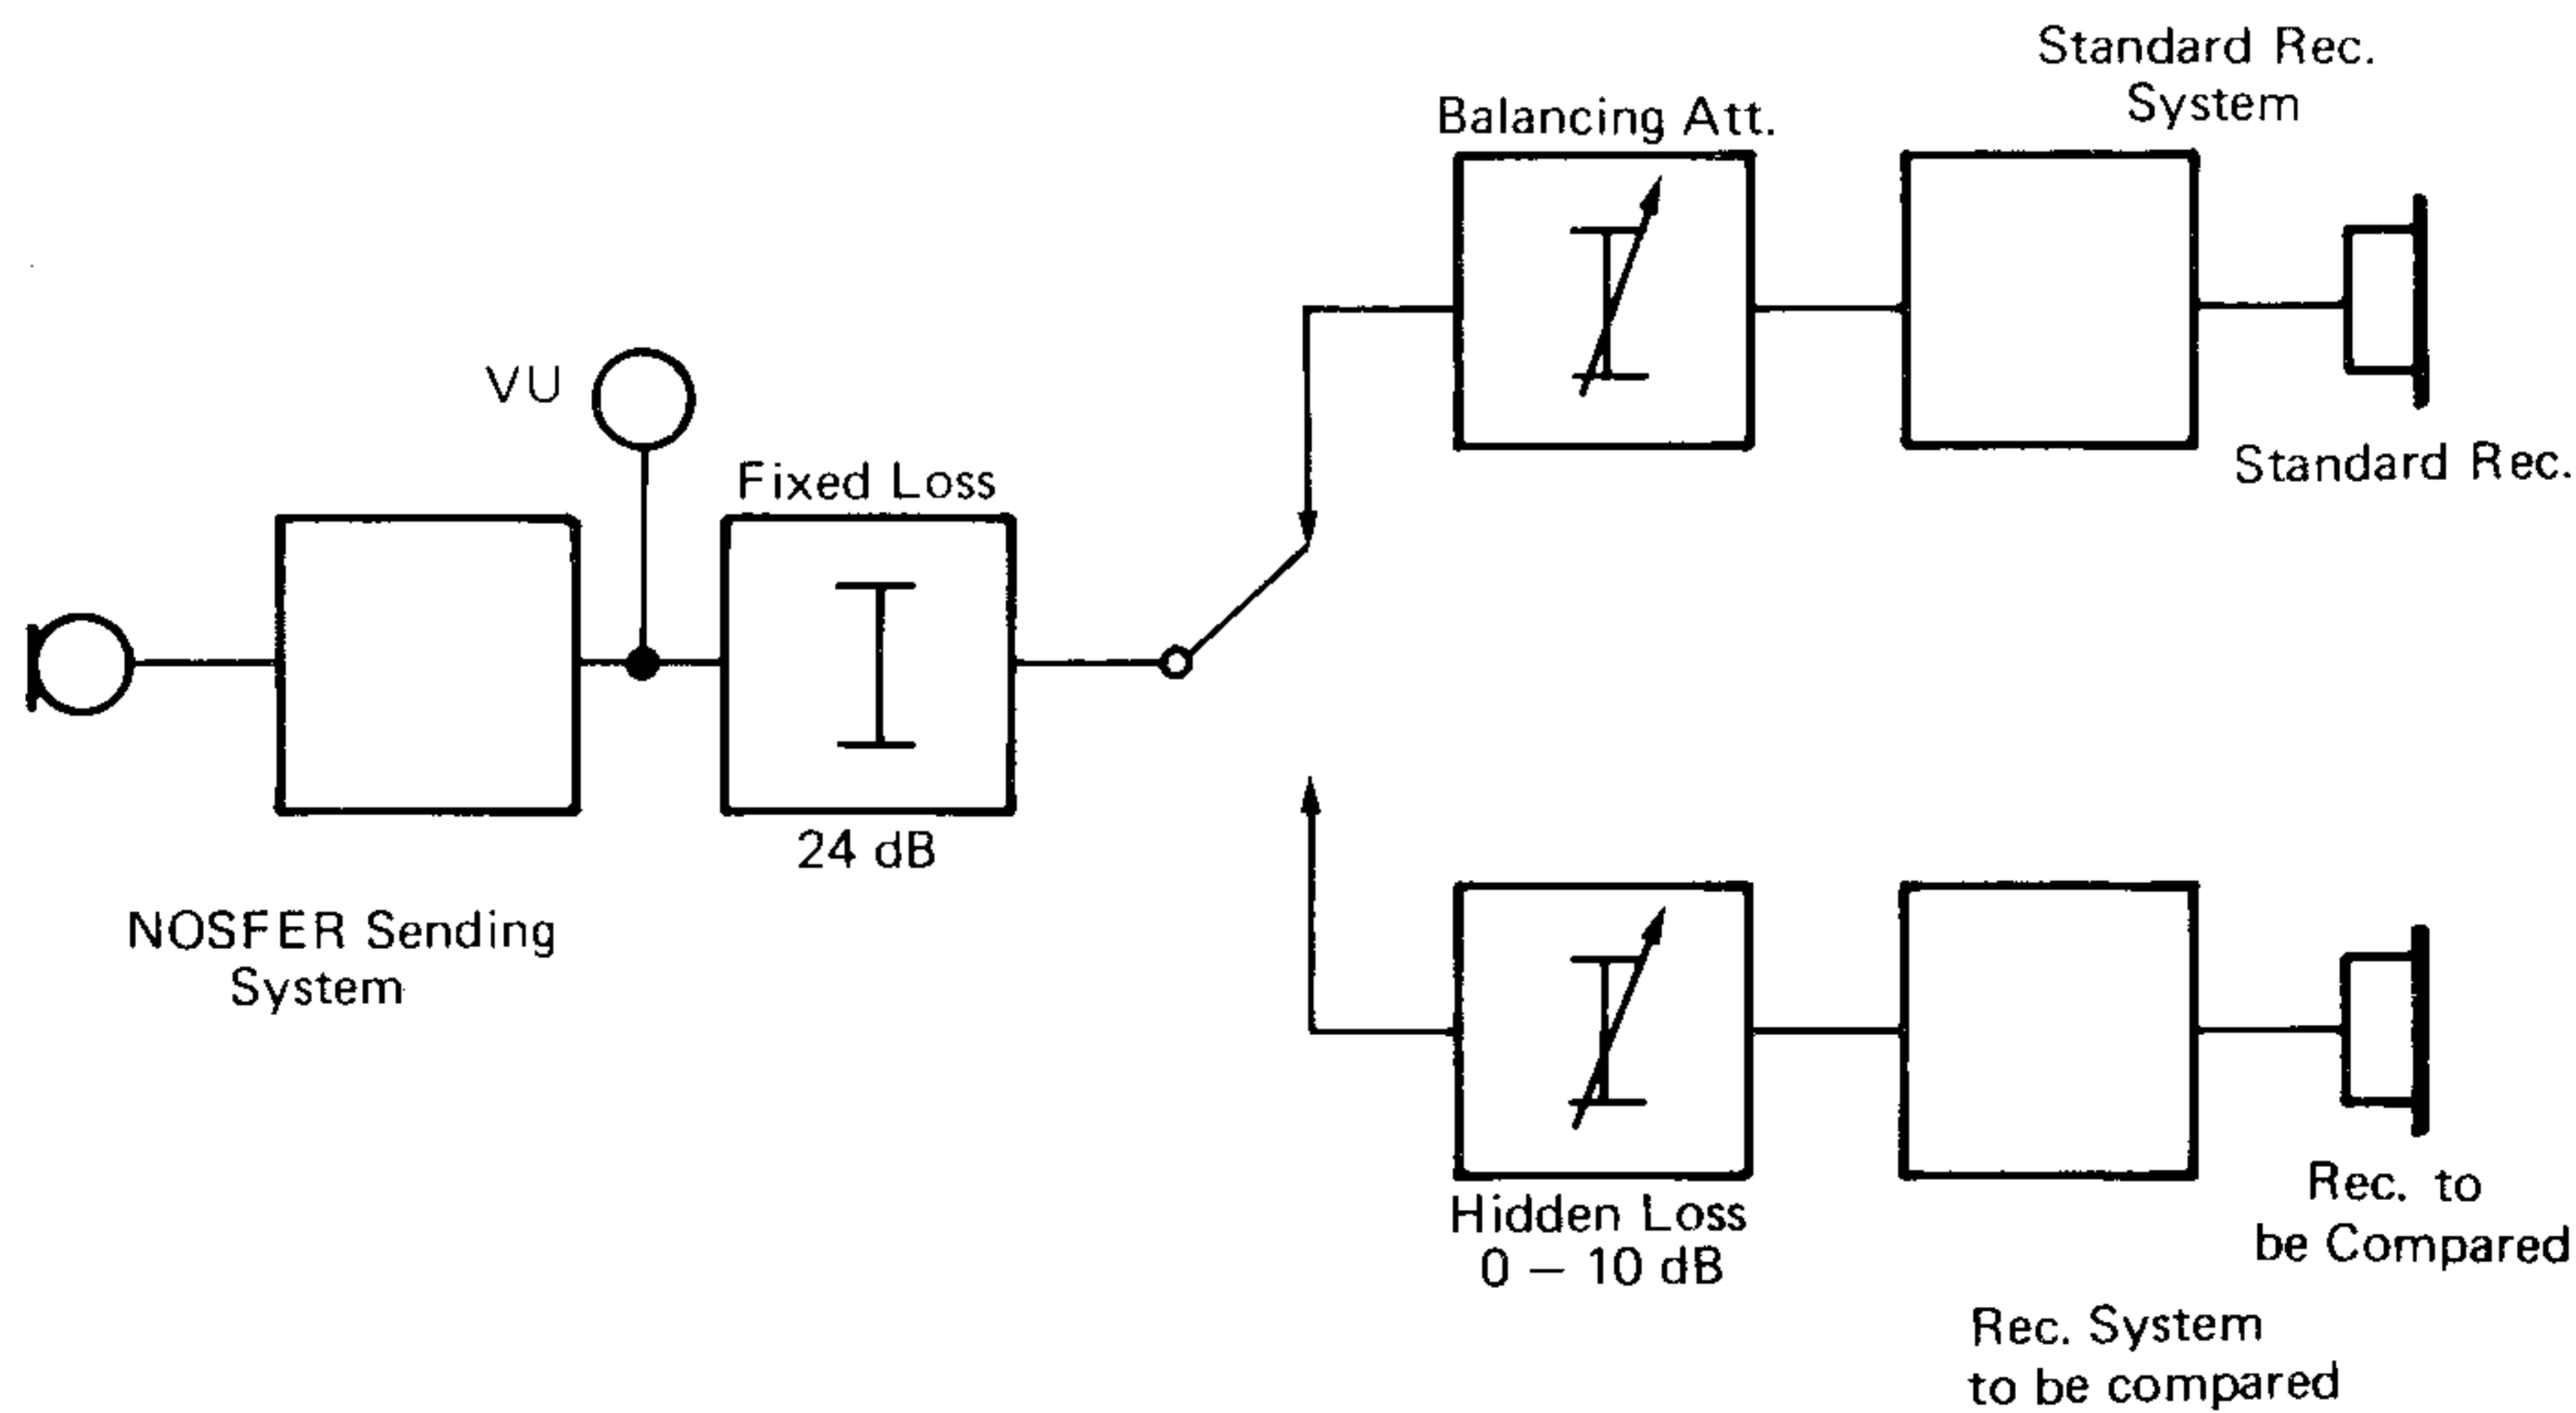 Standard Rec.
System
Balancing Att.
Standard Rec.
VU
Fixed Loss
24 dB
NOSFER Sending
System
Hidden Loss
0 – 10 dB
Rec. to
be Compared
Rec. System
to be compared